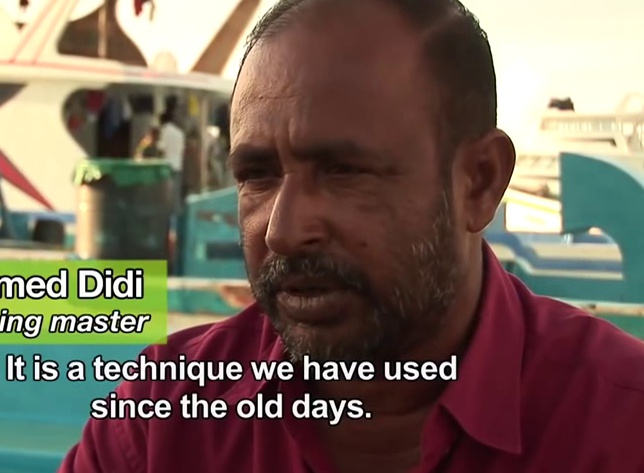 med Didi
ing master
It is a technique we have used
since the old days.